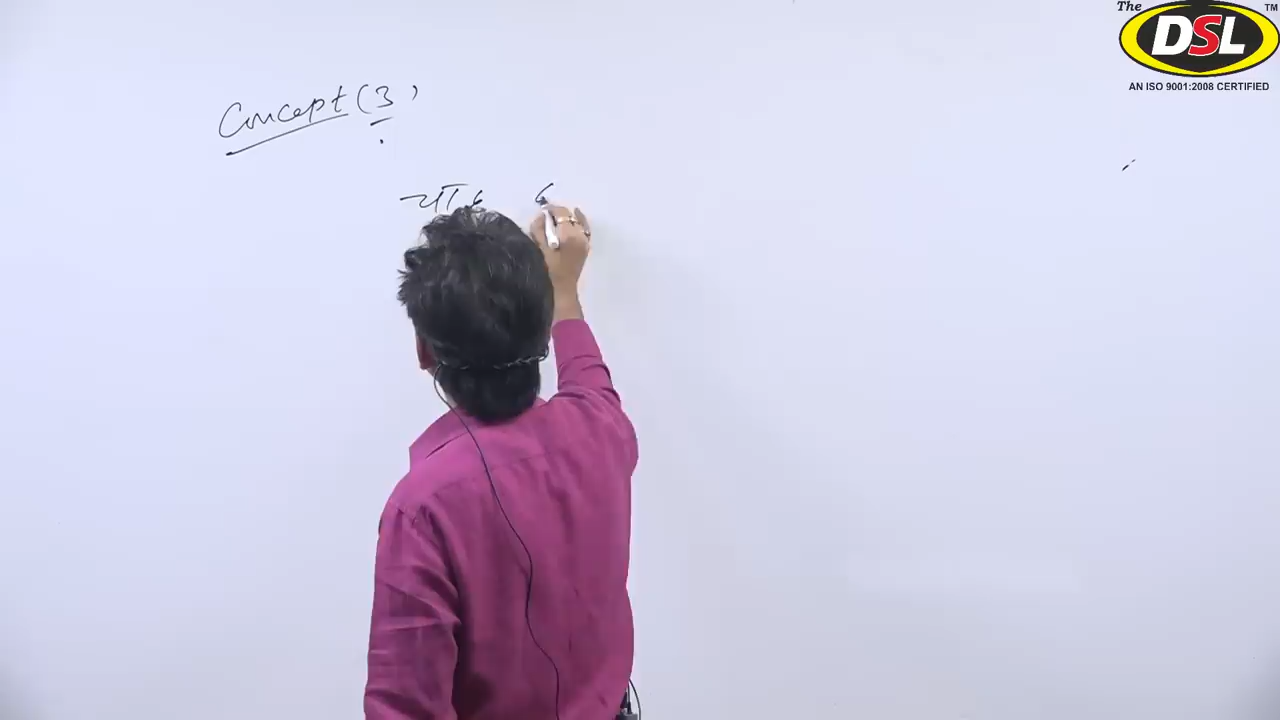 The DSL TM
AN ISO 9001:2008 CERTIFIED
Concept (3)